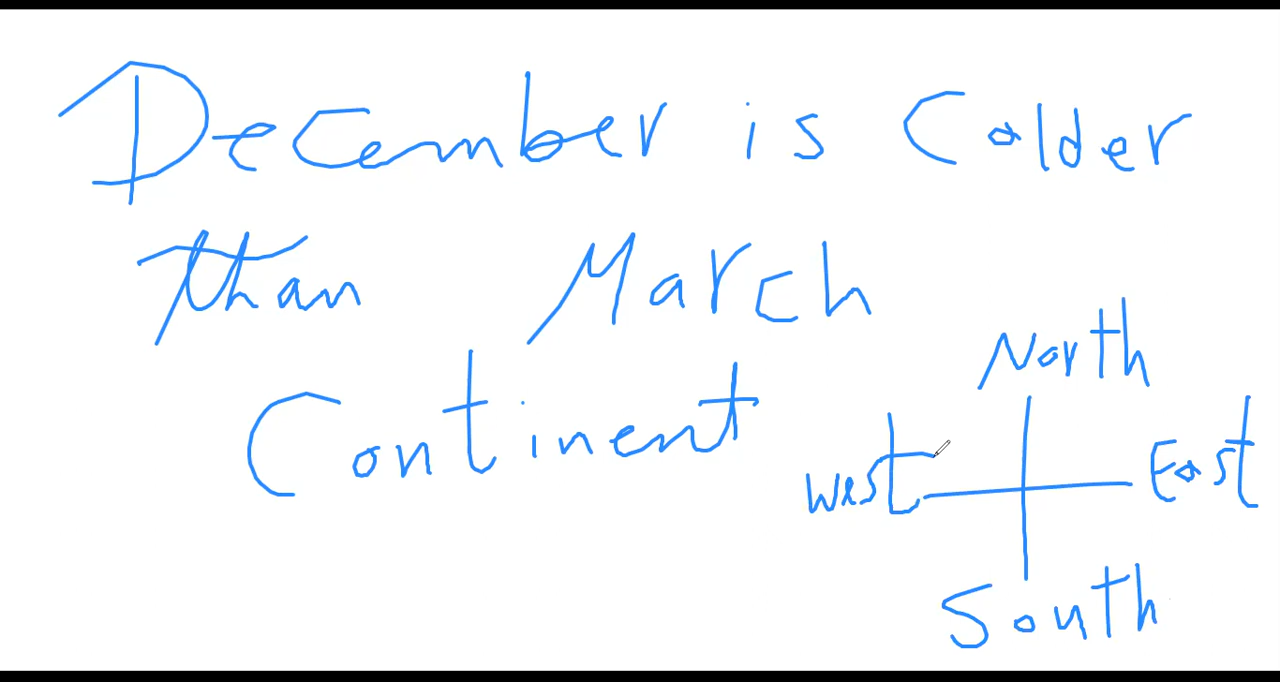 December is Colder
than March
Continent
North
West
East
South